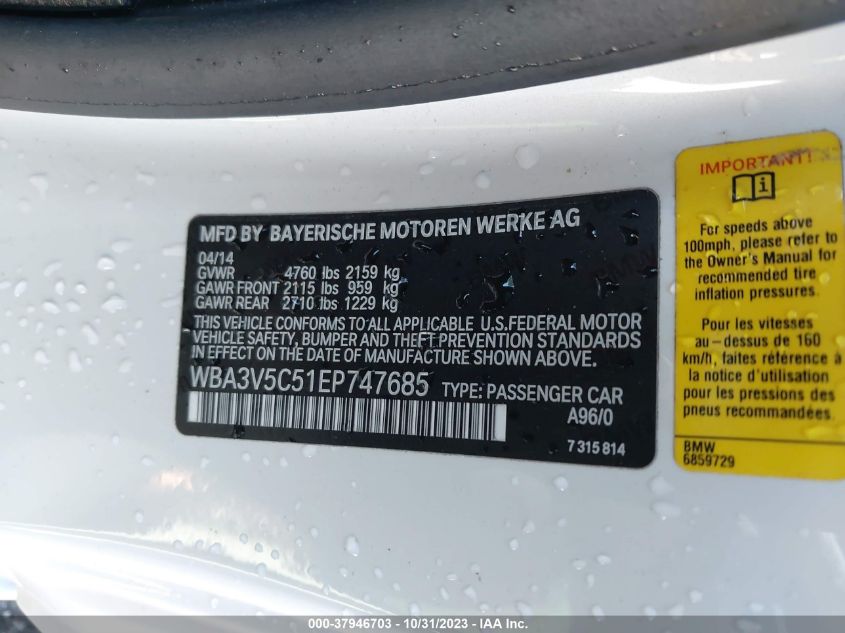 MFD BY BAYERISCHE MOTOREN WERKE AG
04/14
GVWR 4760 lbs 2159 kg
GAWR FRONT 2115 lbs 959 kg
GAWR REAR 2710 lbs 1229 kg
THIS VEHICLE CONFORMS TO ALL APPLICABLE U.S.FEDERAL MOTOR
VEHICLE SAFETY, BUMPER AND THEFT PREVENTION STANDARDS
IN EFFECT ON THE DATE OF MANUFACTURE SHOWN ABOVE.
WBA3V5C51EP747685 TYPE: PASSENGER CAR
A96/0
7 315 814
IMPORTANT!
For speeds above
100mph, please refer to
the Owner's Manual for
recommended tire
inflation pressures.
Pour les vitesses
au-dessus de 160
km/h, faites référence à
la notice d'utilisation
pour les pressions des
pneus recommandées.
BMW
6859729
000-37946703 - 10/31/2023 - IAA Inc.